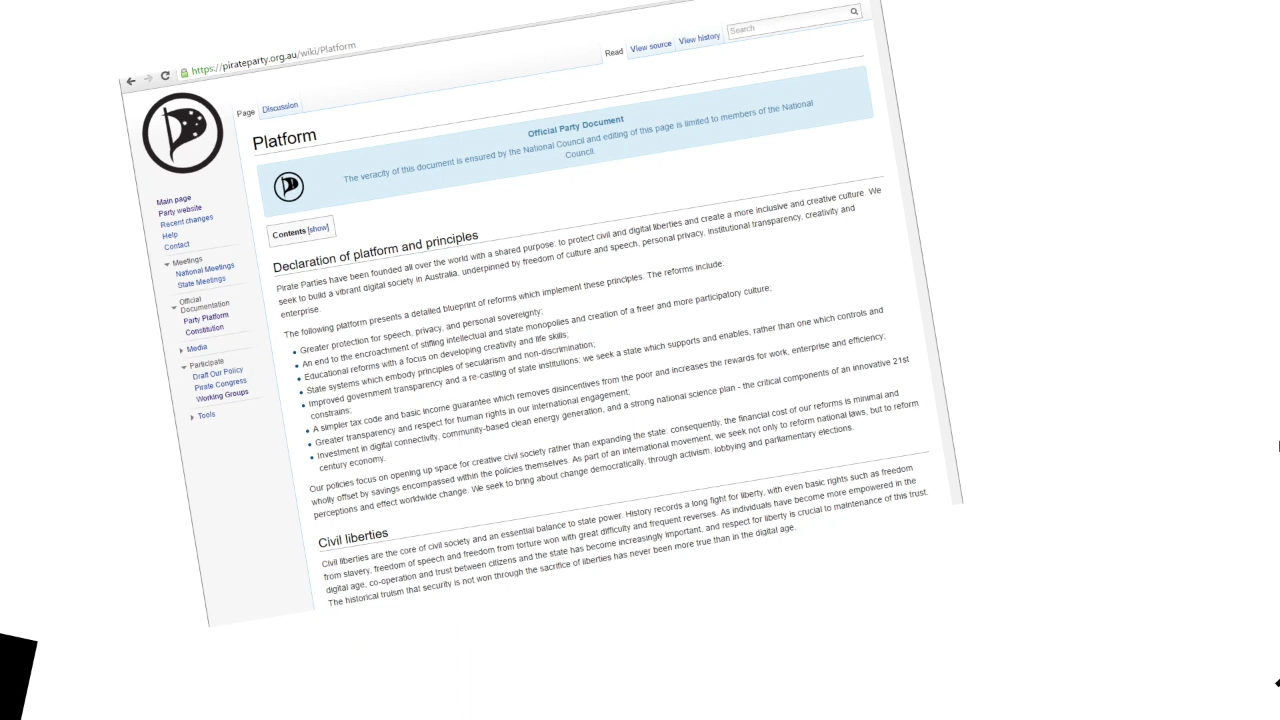 https://pirateparty.org.au/wiki/Platform
Read View source View history Search
Page Discussion
Platform
Official Party Document
The veracity of this document is ensured by the National Council and editing of this page is limited to members of the National
Council.
Main page
Party website
Recent changes
Help
Contact
Meetings
National Meetings
State Meetings
Official
Documentation
Party Platform
Constitution
Media
Participate
Draft Our Policy
Pirate Congress
Working Groups
Tools
Contents [show]
Declaration of platform and principles
Pirate Parties have been founded all over the world with a shared purpose: to protect civil and digital liberties and create a more inclusive and creative culture. We
seek to build a vibrant digital society in Australia, underpinned by freedom of culture and speech, personal privacy, institutional transparency, creativity and
enterprise.
The following platform presents a detailed blueprint of reforms which implement these principles. The reforms include:
Greater protection for speech, privacy, and personal sovereignty;
An end to the encroachment of stifling intellectual and state monopolies and creation of a freer and more participatory culture;
Educational reforms with a focus on developing creativity and life skills;
State systems which embody principles of secularism and non-discrimination;
Improved government transparency and a re-casting of state institutions: we seek a state which supports and enables, rather than one which controls and
constrains;
A simpler tax code and basic income guarantee which removes disincentives from the poor and increases the rewards for work, enterprise and efficiency;
Greater transparency and respect for human rights in our international engagement;
Investment in digital connectivity, community-based clean energy generation, and a strong national science plan - the critical components of an innovative 21st
century economy.
Our policies focus on opening up space for creative civil society rather than expanding the state: consequently, the financial cost of our reforms is minimal and
wholly offset by savings encompassed within the policies themselves. As part of an international movement, we seek not only to reform national laws, but to reform
perceptions and effect worldwide change. We seek to bring about change democratically, through activism, lobbying and parliamentary elections.
Civil liberties
Civil liberties are the core of civil society and an essential balance to state power. History records a long fight for liberty, with even basic rights such as freedom
from slavery, freedom of speech and freedom from torture won with great difficulty and frequent reverses. As individuals have become more empowered in the
digital age, co-operation and trust between citizens and the state has become increasingly important, and respect for liberty is crucial to maintenance of this trust.
The historical truism that security is not won through the sacrifice of liberties has never been more true than in the digital age.